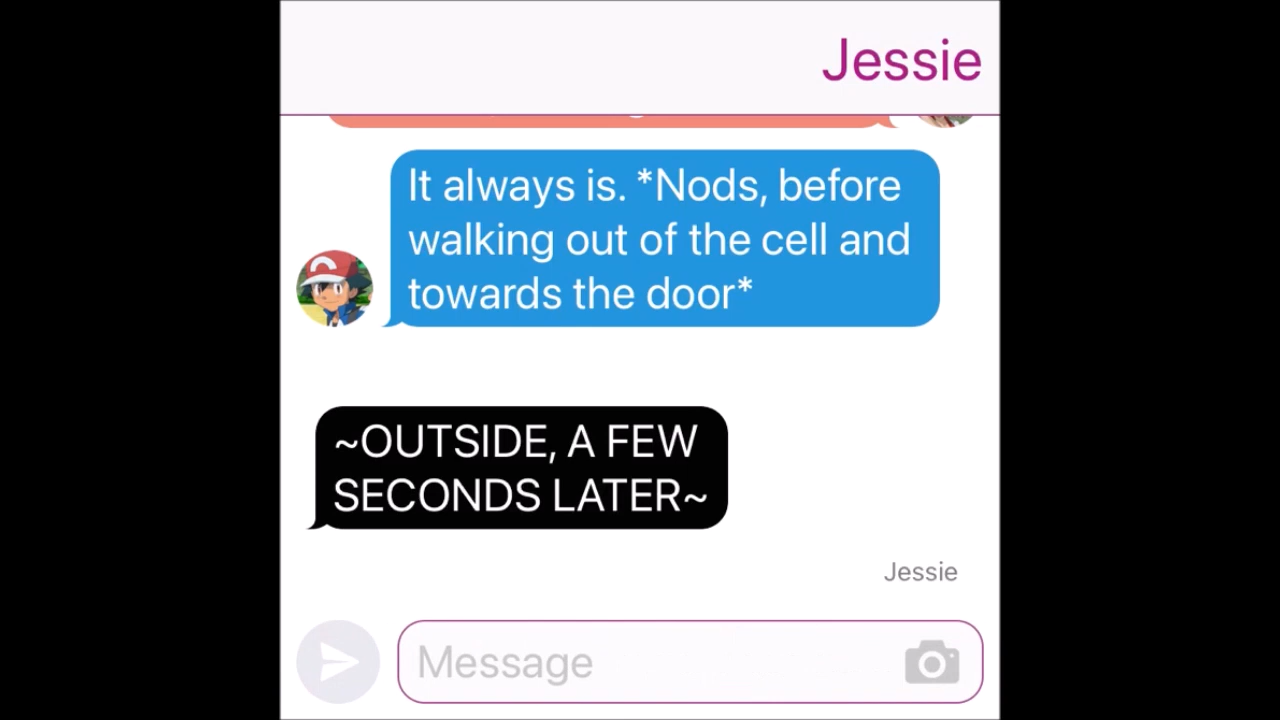 Jessie
It always is. *Nods, before
walking out of the cell and
towards the door*
~OUTSIDE, A FEW
SECONDS LATER~
Jessie
Message